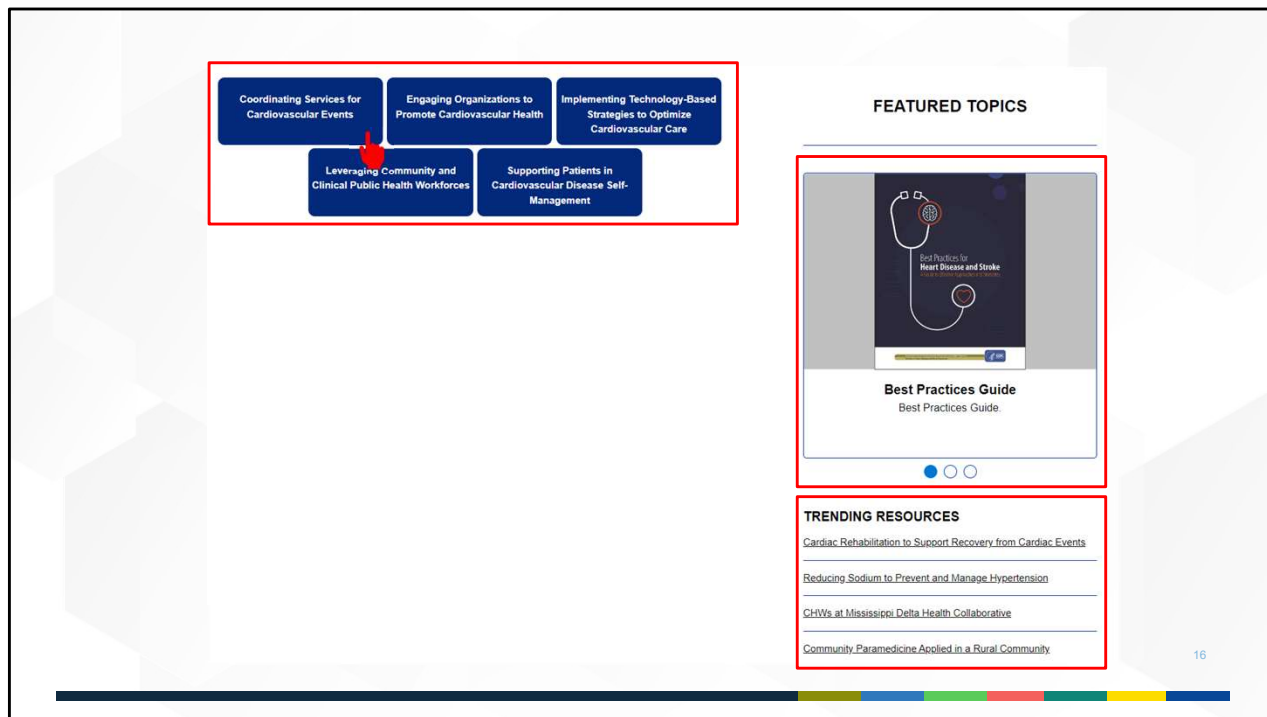 Coordinating Services for
Cardiovascular Events
Engaging Organizations to
Promote Cardiovascular Health
Implementing Technology-Based
Strategies to Optimize
Cardiovascular Care
Leveraging Community and
Clinical Public Health Workforces
Supporting Patients in
Cardiovascular Disease Self-
Management
FEATURED TOPICS
Best Practices for
Heart Disease and Stroke
Best Practices Guide
Best Practices Guide.
TRENDING RESOURCES
Cardiac Rehabilitation to Support Recovery from Cardiac Events
Reducing Sodium to Prevent and Manage Hypertension
CHWs at Mississippi Delta Health Collaborative
Community Paramedicine Applied in a Rural Community
16